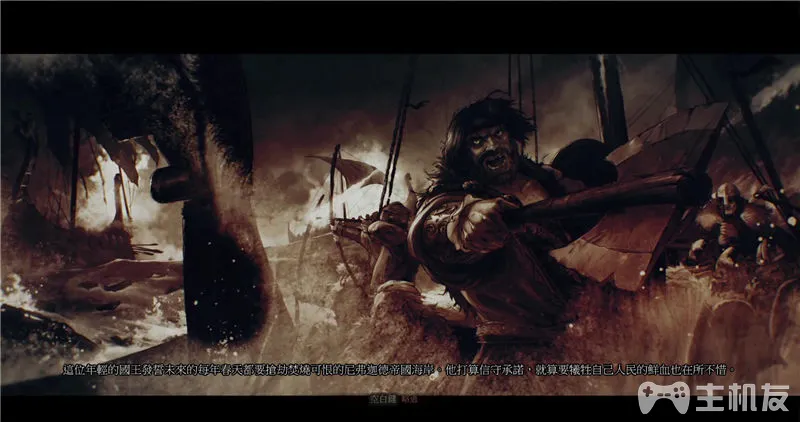 這位年輕的國王發誓未來的每年春天都要搶劫焚燒可恨的尼弗迦德帝國海岸。他打算信守承諾，就算要犧牲自己人民的鮮血也在所不惜。
空白鍵 略過
主机友